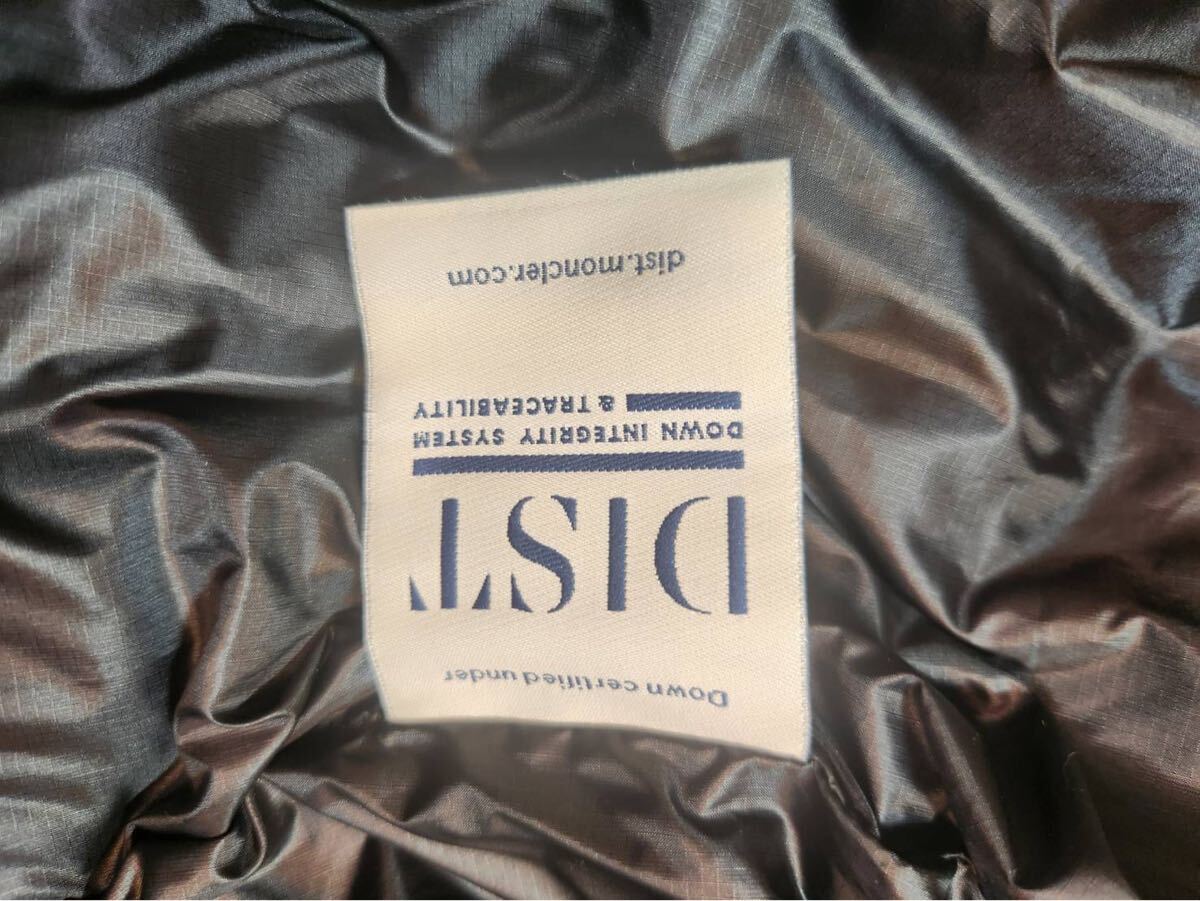 Down certified under
DIST
DOWN INTEGRITY SYSTEM
& TRACEABILITY
dist.moncler.com